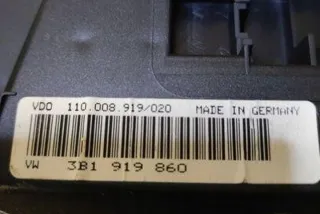 VDO 110.008.919/020 MADE IN GERMANY
VW 3B1 919 860